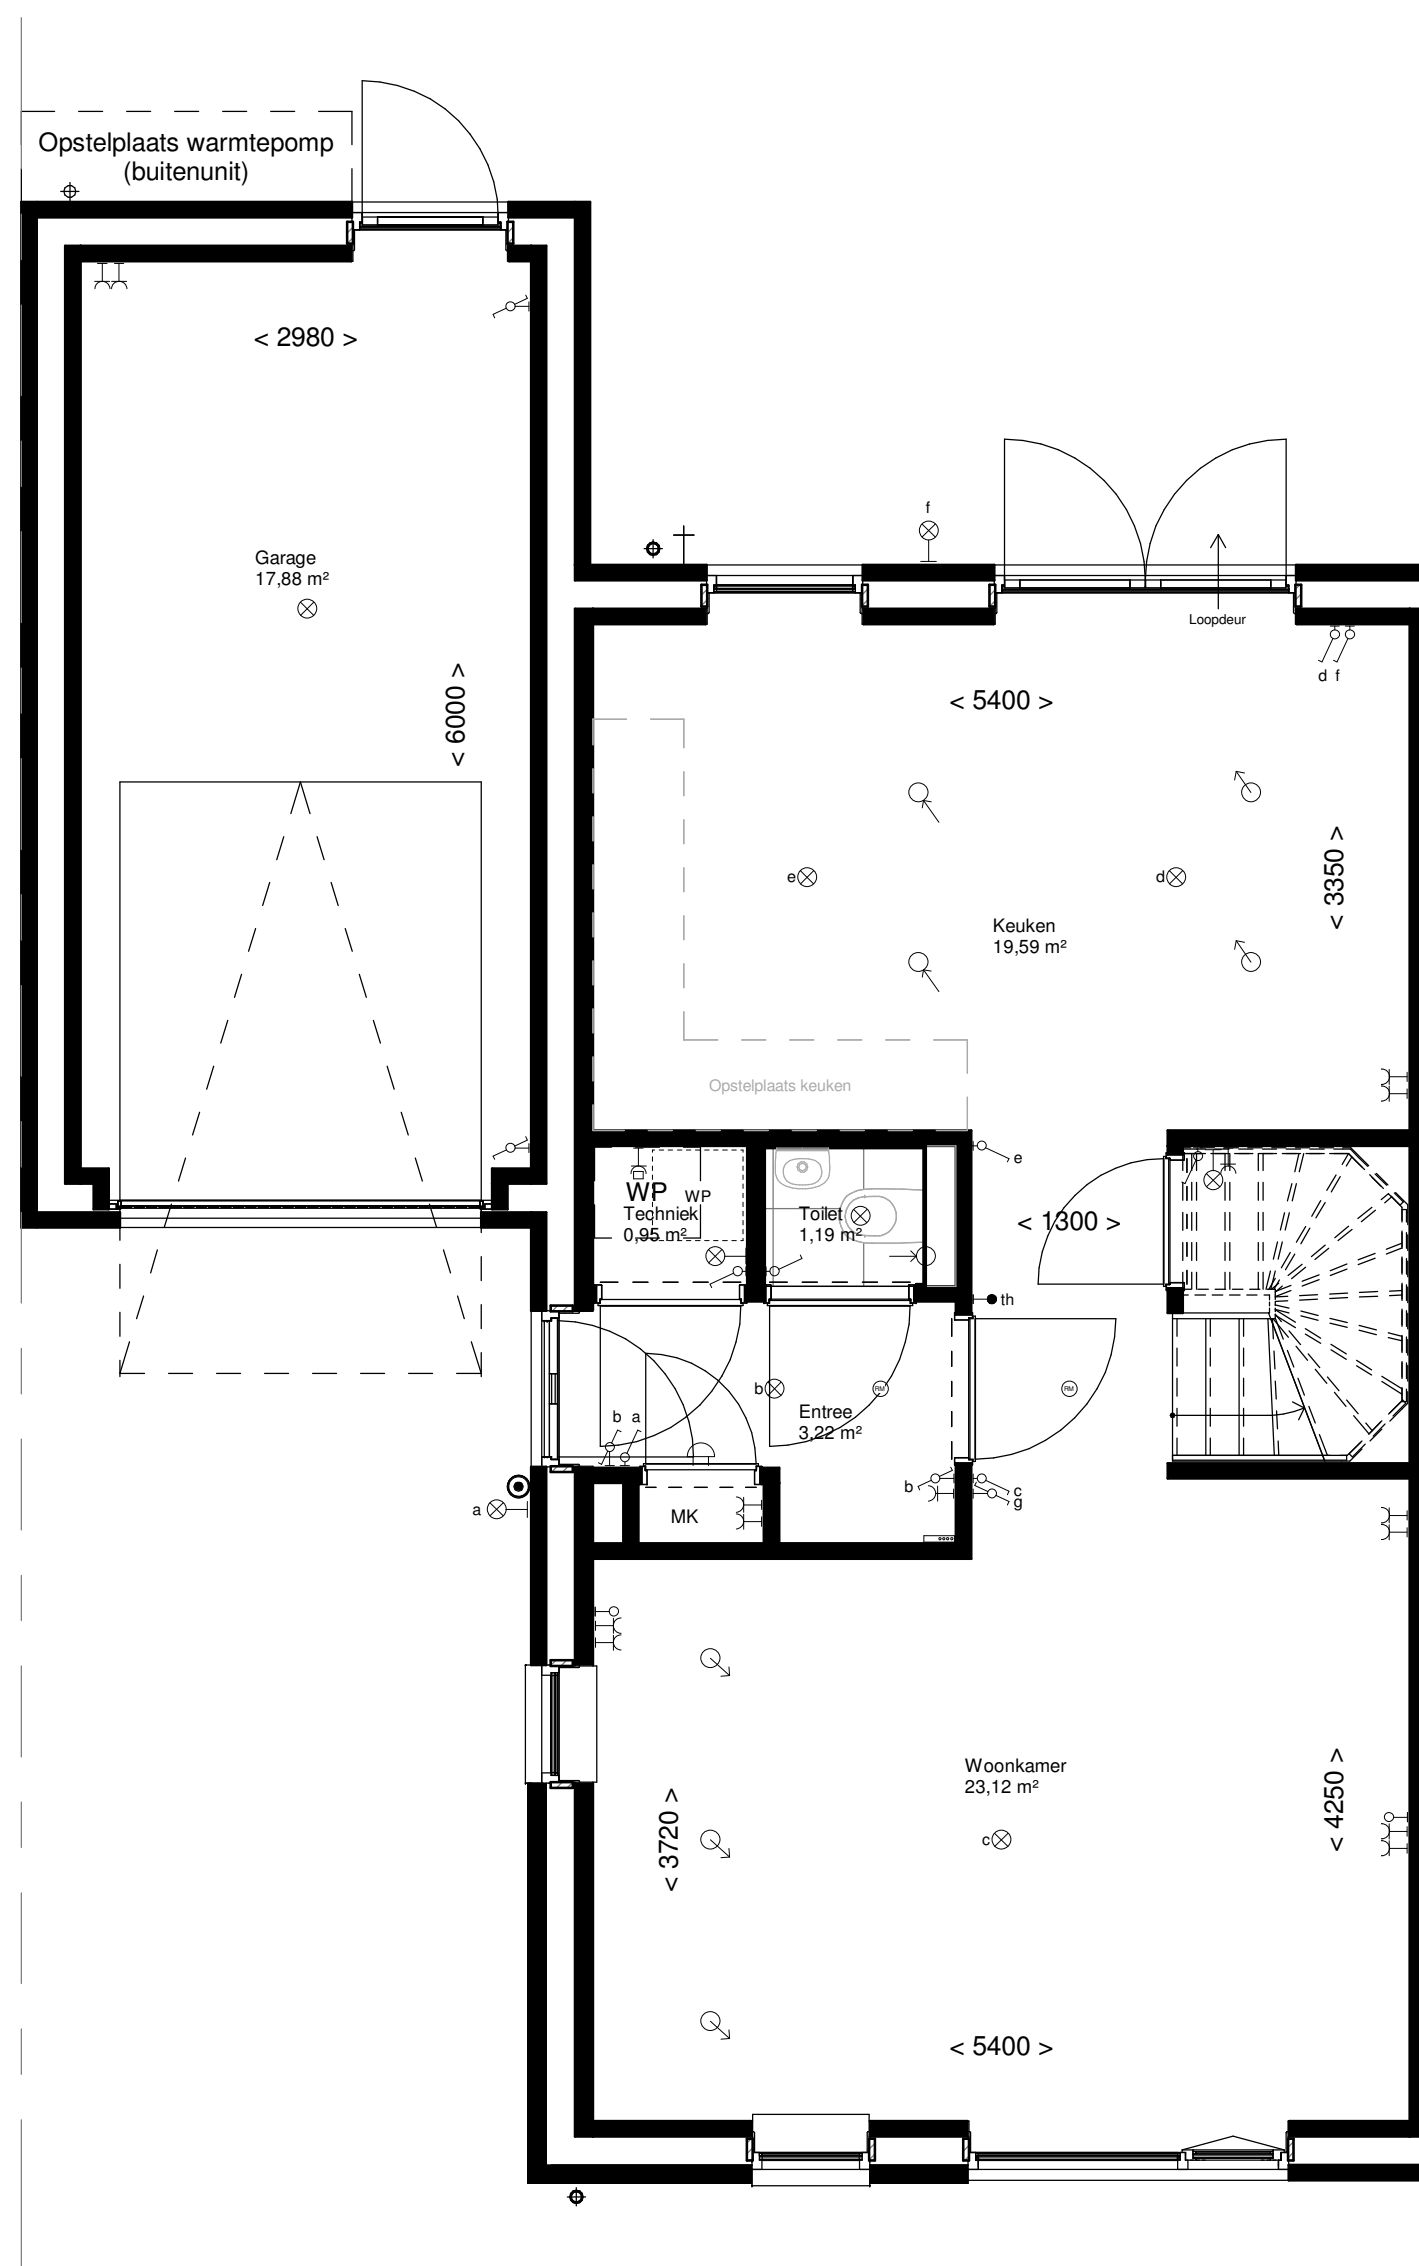 Opstelplaats warmtepomp
(buitenunit)
< 2980 >
Garage
17,88 m²
< 6000 >
f
Loopdeur
d f
< 5400 >
e
d
< 3350 >
Keuken
19,59 m²
Opstelplaats keuken
e
WP
WP
Techniek
0,95 m²
Toilet
1,19 m²
< 1300 >
th
b
RM
RM
Entree
3,22 m²
b a
a
MK
b
c
g
Woonkamer
23,12 m²
c
< 3720 >
< 4250 >
< 5400 >